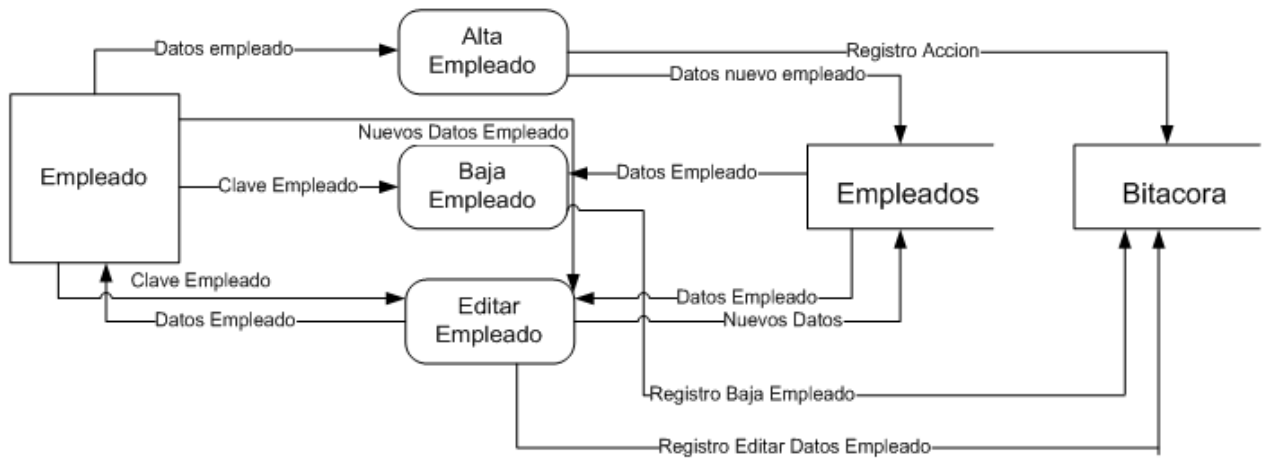 Alta
Empleado
Datos empleado
Registro Accion
Datos nuevo empleado
Nuevos Datos Empleado
Empleado
Clave Empleado
Baja
Empleado
Datos Empleado
Empleados
Bitacora
Clave Empleado
Datos Empleado
Editar
Empleado
Datos Empleado
Nuevos Datos
Registro Baja Empleado
Registro Editar Datos Empleado